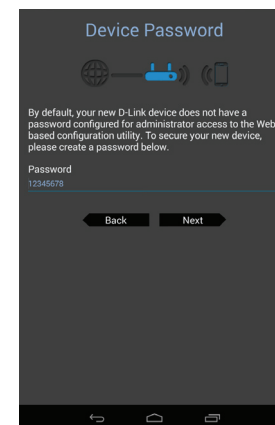 Device Password
By default, your new D-Link device does not have a
password configured for administrator access to the Web
based configuration utility. To secure your new device,
please create a password below.
Password
12345678
Back Next